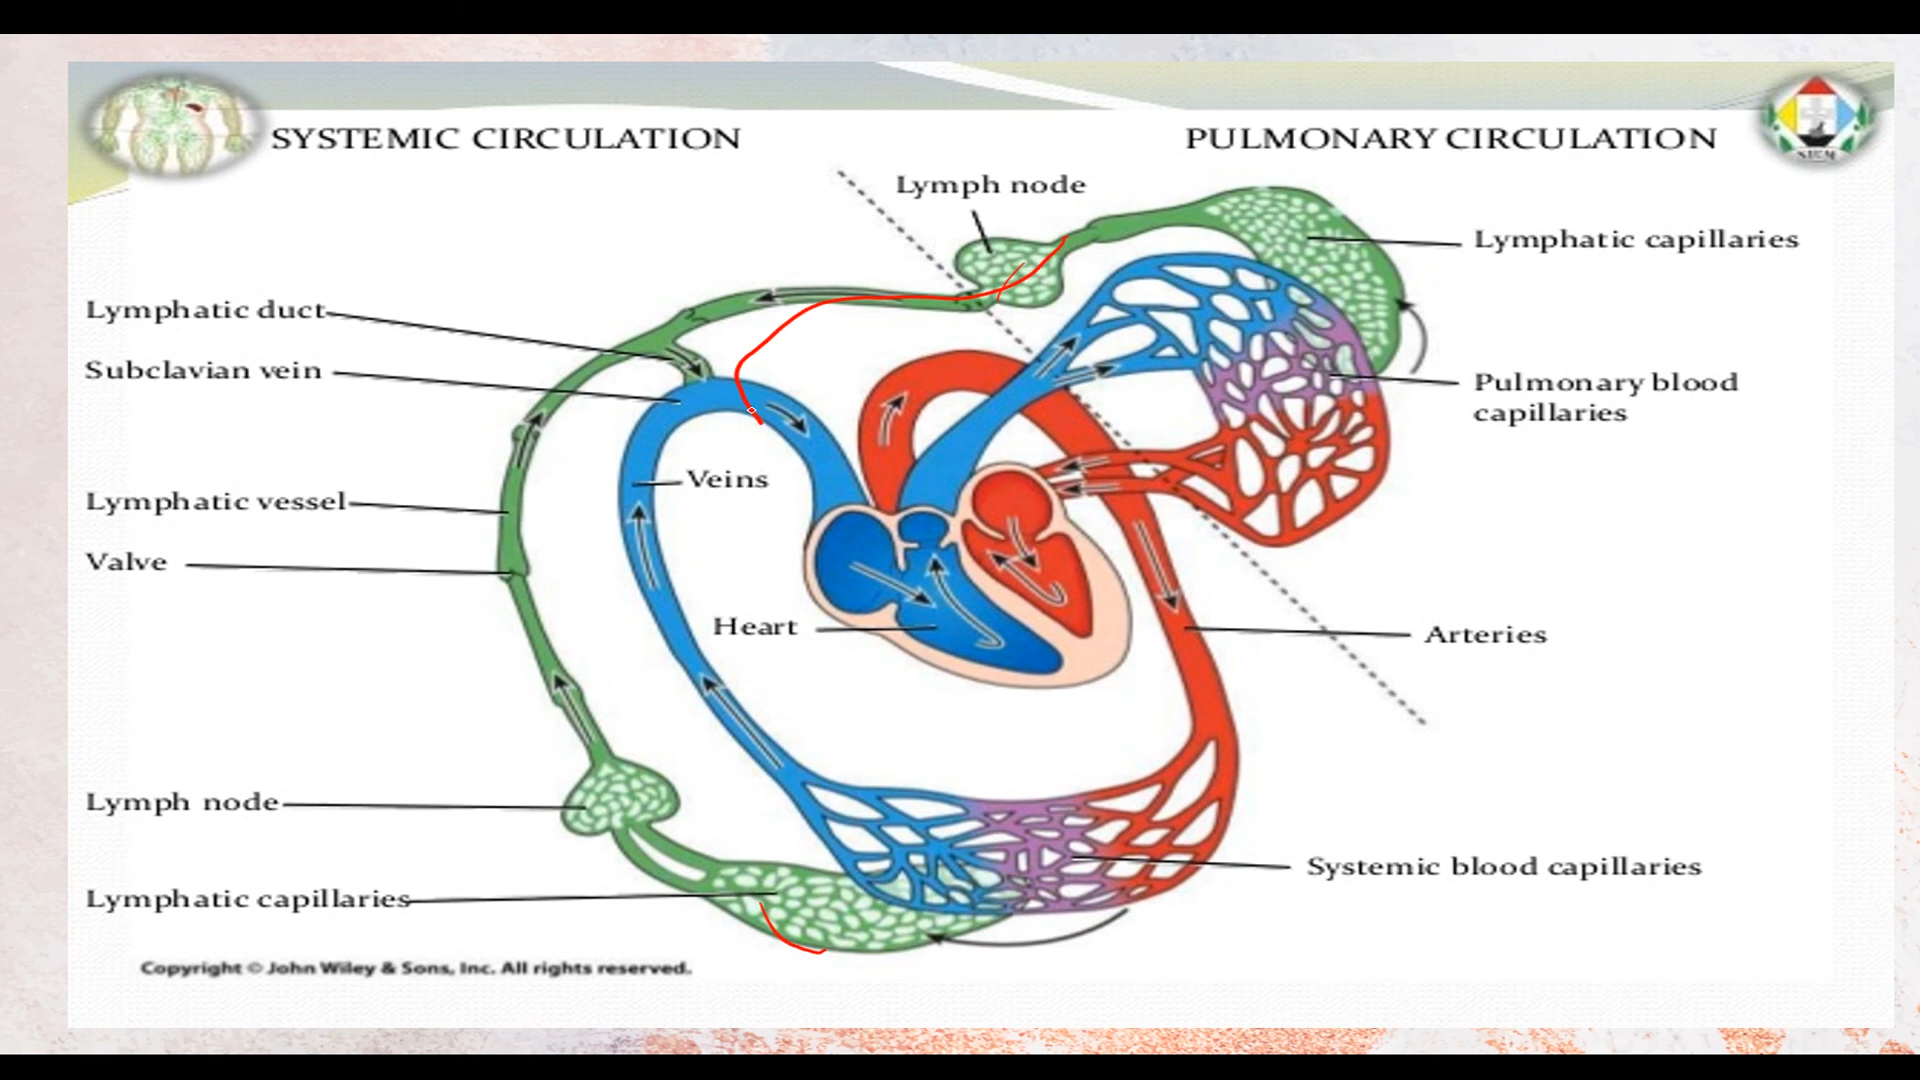 SYSTEMIC CIRCULATION
PULMONARY CIRCULATION
Lymph node
Lymphatic capillaries
Lymphatic duct
Subclavian vein
Pulmonary blood
capillaries
Veins
Lymphatic vessel
Valve
Heart
Arteries
Lymph node
Systemic blood capillaries
Lymphatic capillaries
Copyright © John Wiley & Sons, Inc. All rights reserved.